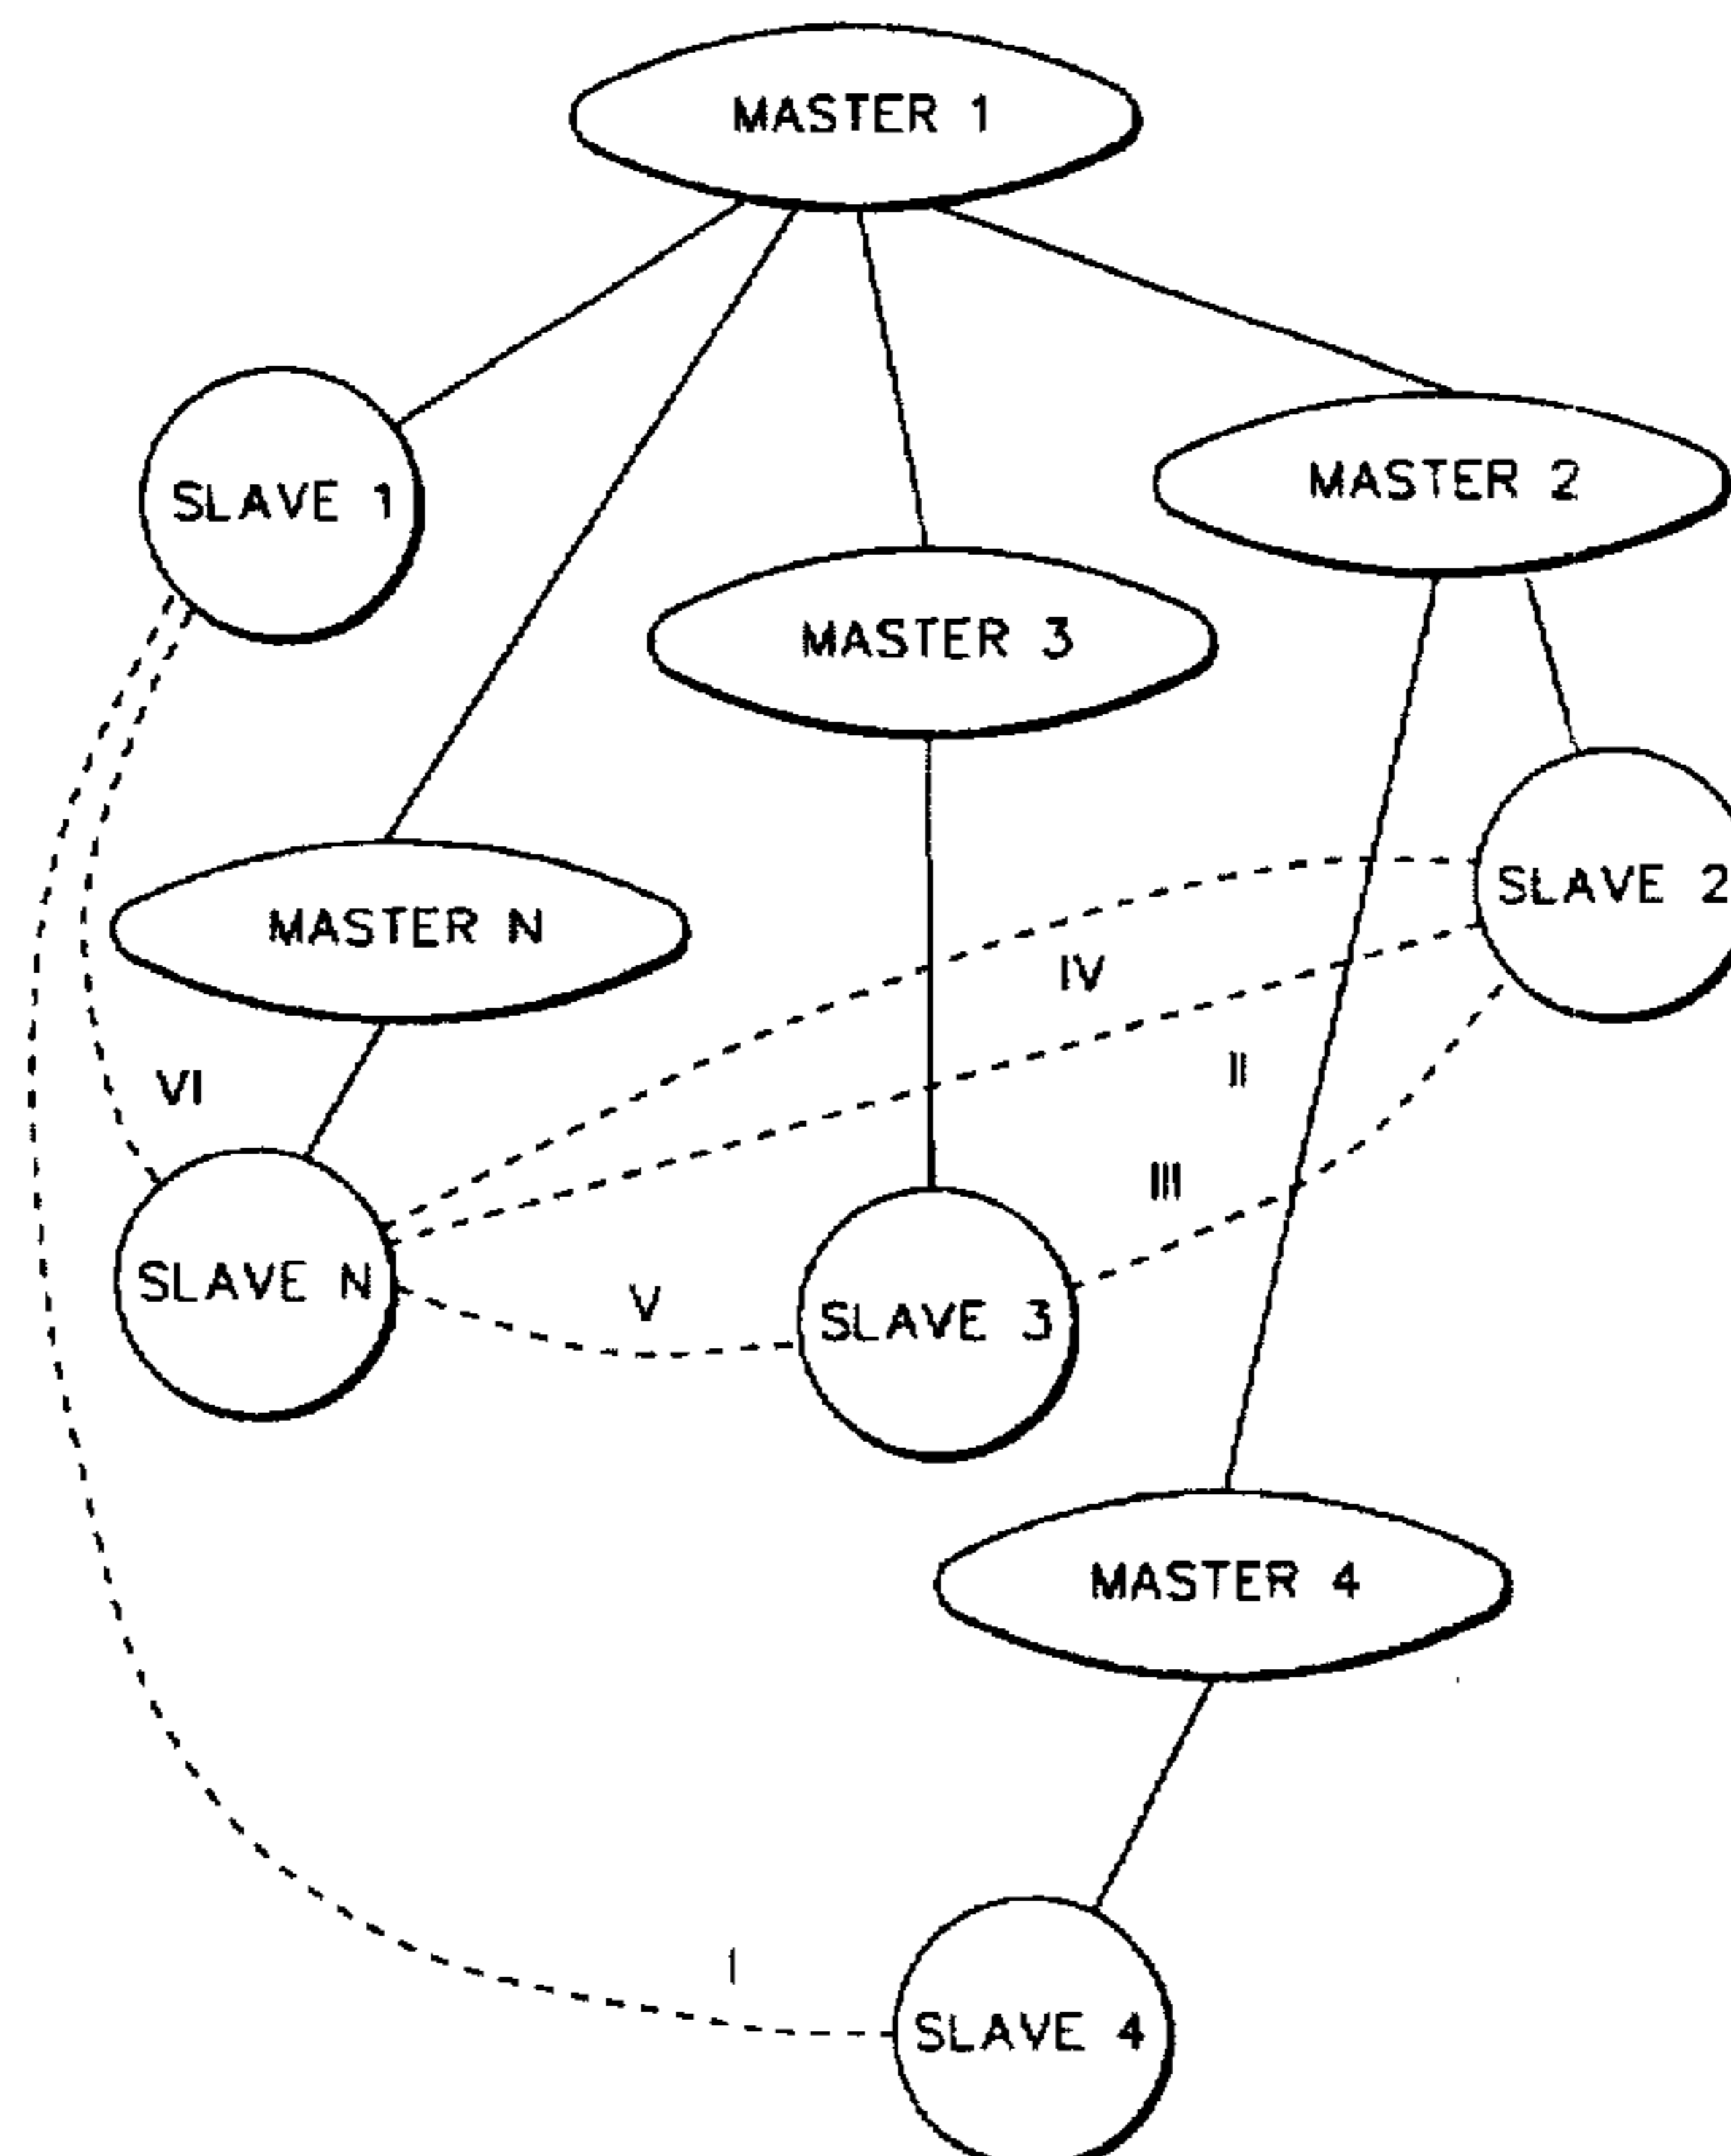 MASTER 1
MASTER 2
SLAVE 1
MASTER 3
SLAVE 2
MASTER N
IV
II
VI
III
SLAVE N
V
SLAVE 3
MASTER 4
I
SLAVE 4